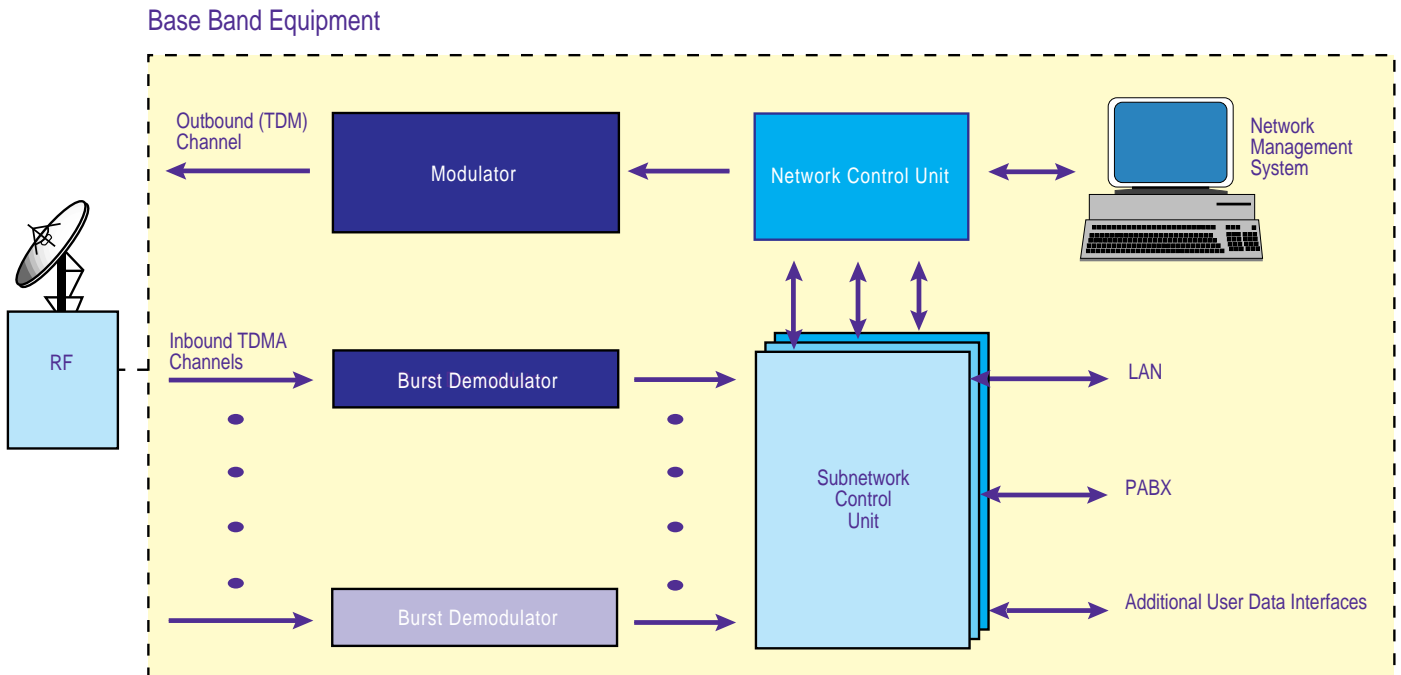 Base Band Equipment
Outbound (TDM)
Channel
Modulator
Network Control Unit
Network
Management
System
RF
Inbound TDMA
Channels
Burst Demodulator
LAN
Subnetwork
Control
Unit
PABX
Burst Demodulator
Additional User Data Interfaces